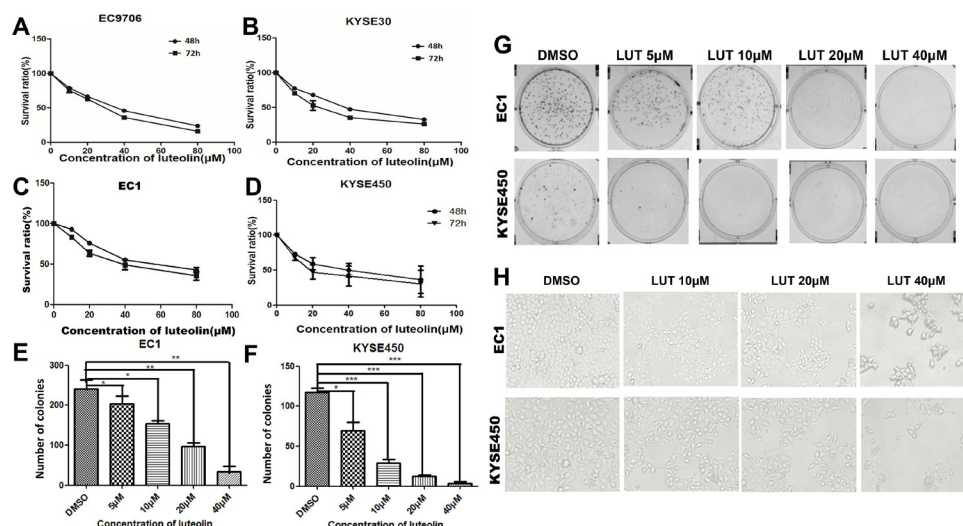 A
EC9706
Survival ratio(%)
150
100
50
0
0 20 40 60 80 100
Concentration of luteolin(μM)
48h
72h
B
KYSE30
Survival ratio(%)
150
100
50
0
0 20 40 60 80 100
Concentration of luteolin(μM)
48h
72h
C
EC1
Survival ratio(%)
150
100
50
0
0 20 40 60 80 100
Concentration of luteolin(μM)
D
KYSE450
Survival ratio(%)
150
100
50
0
0 20 40 60 80 100
Concentration of luteolin(μM)
48h
72h
E
EC1
Number of colonies
300
200
100
0
**
**
*
*
DMSO 5μM 10μM 20μM 40μM
Concentration of luteolin
F
KYSE450
Number of colonies
150
100
50
0
***
***
***
*
DMSO 5μM 10μM 20μM 40μM
Concentration of luteolin
G
DMSO LUT 5μM LUT 10μM LUT 20μM LUT 40μM
EC1
KYSE450
H
DMSO LUT 10μM LUT 20μM LUT 40μM
EC1
KYSE450